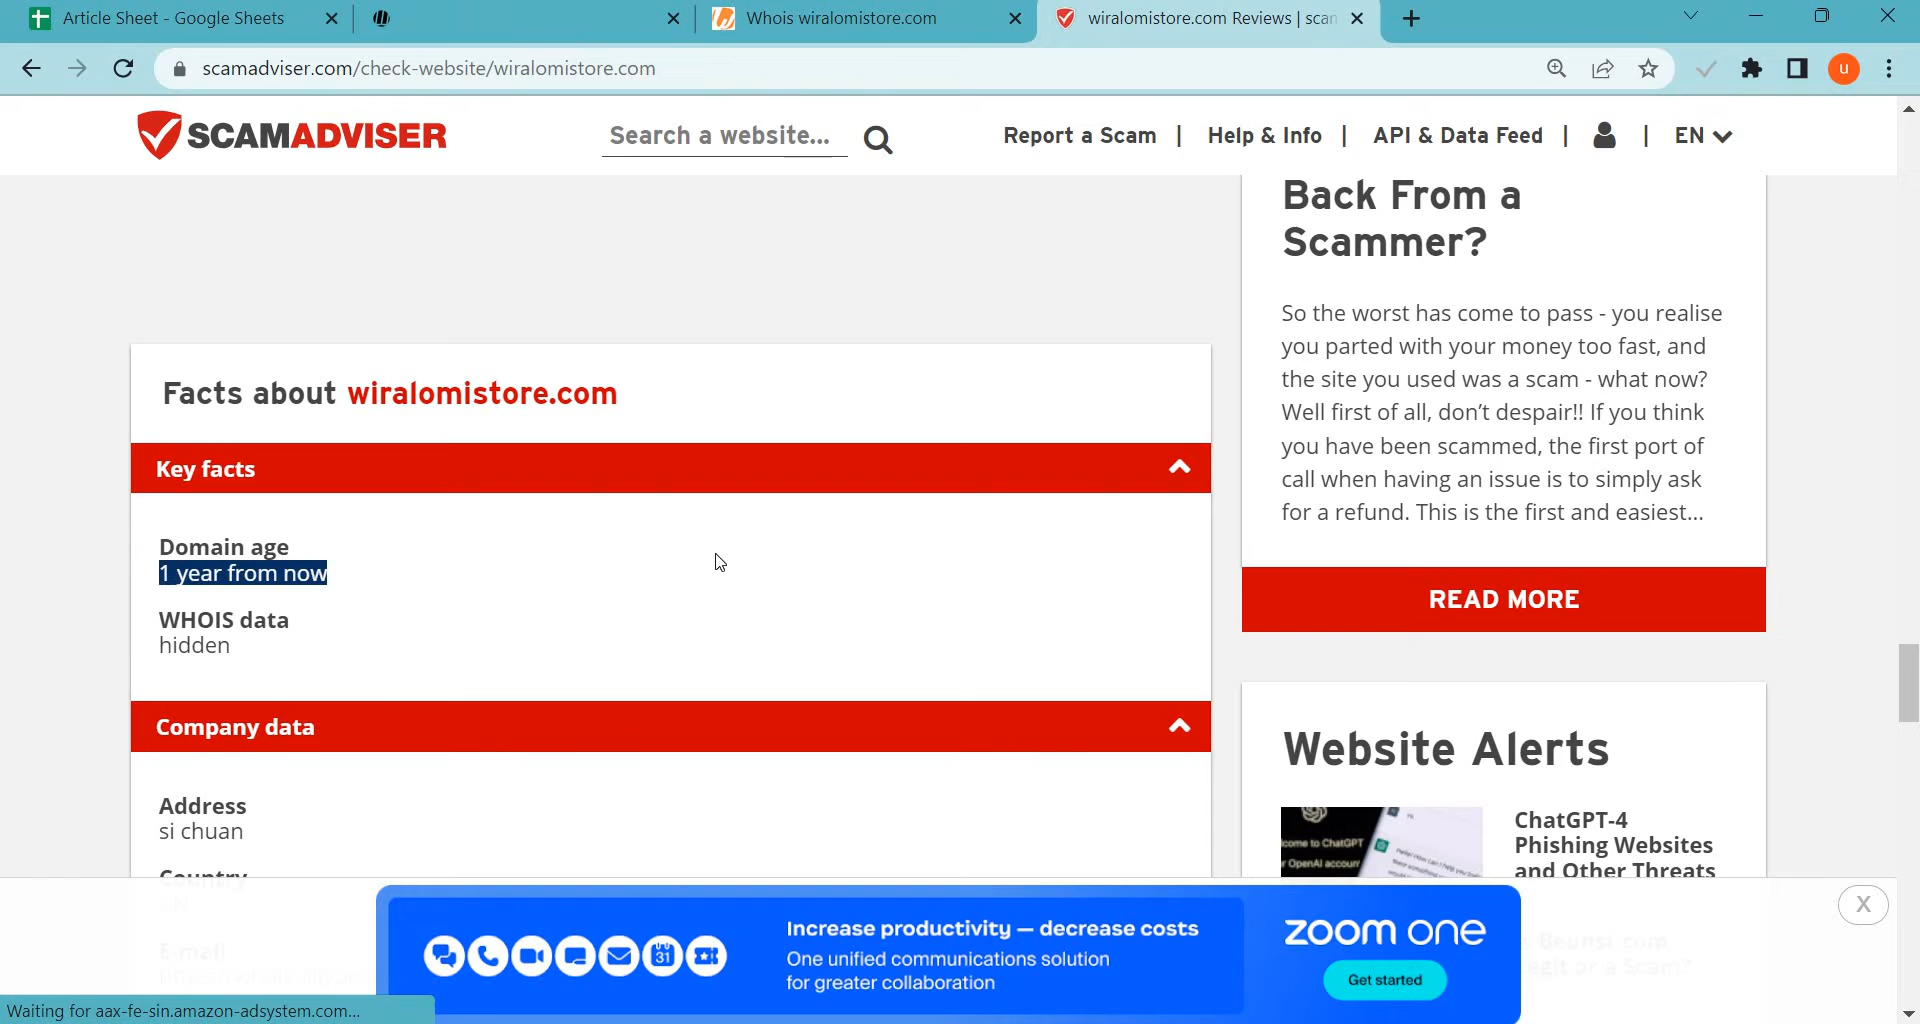 Article Sheet - Google Sheets
Whois wiralomistore.com
wiralomistore.com Reviews | scam
scamadviser.com/check-website/wiralomistore.com
u
SCAMADVISER
Search a website...
Report a Scam | Help & Info | API & Data Feed | | EN
Back From a
Scammer?
So the worst has come to pass - you realise
you parted with your money too fast, and
the site you used was a scam - what now?
Well first of all, don't despair!! If you think
you have been scammed, the first port of
call when having an issue is to simply ask
for a refund. This is the first and easiest...
READ MORE
Facts about wiralomistore.com
Key facts
Domain age
1 year from now
WHOIS data
hidden
Company data
Address
si chuan
Country
E-mail
Website Alerts
ChatGPT-4
Phishing Websites
and Other Threats
Increase productivity — decrease costs
One unified communications solution
for greater collaboration
31
zoom one
Get started
X
Waiting for aax-fe-sin.amazon-adsystem.com...